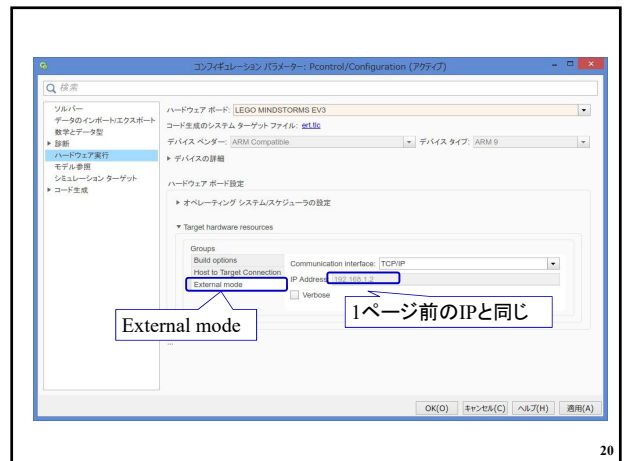 コンフィギュレーション パラメーター: Pcontrol/Configuration (アクティブ)
検索
ソルバー
データのインポート/エクスポート
数学とデータ型
診断
ハードウェア実行
モデル参照
シミュレーション ターゲット
コード生成
ハードウェア ボード: LEGO MINDSTORMS EV3
コード生成のシステム ターゲット ファイル: ert.tlc
デバイス ベンダー: ARM Compatible デバイス タイプ: ARM 9
デバイスの詳細
ハードウェア ボード設定
オペレーティング システム/スケジューラの設定
Target hardware resources
Groups
Build options
Host to Target Connection
External mode
Communication interface: TCP/IP
IP Address 192.168.1.2
Verbose
External mode
1ページ前のIPと同じ
...
OK(O) キャンセル(C) ヘルプ(H) 適用(A)
20